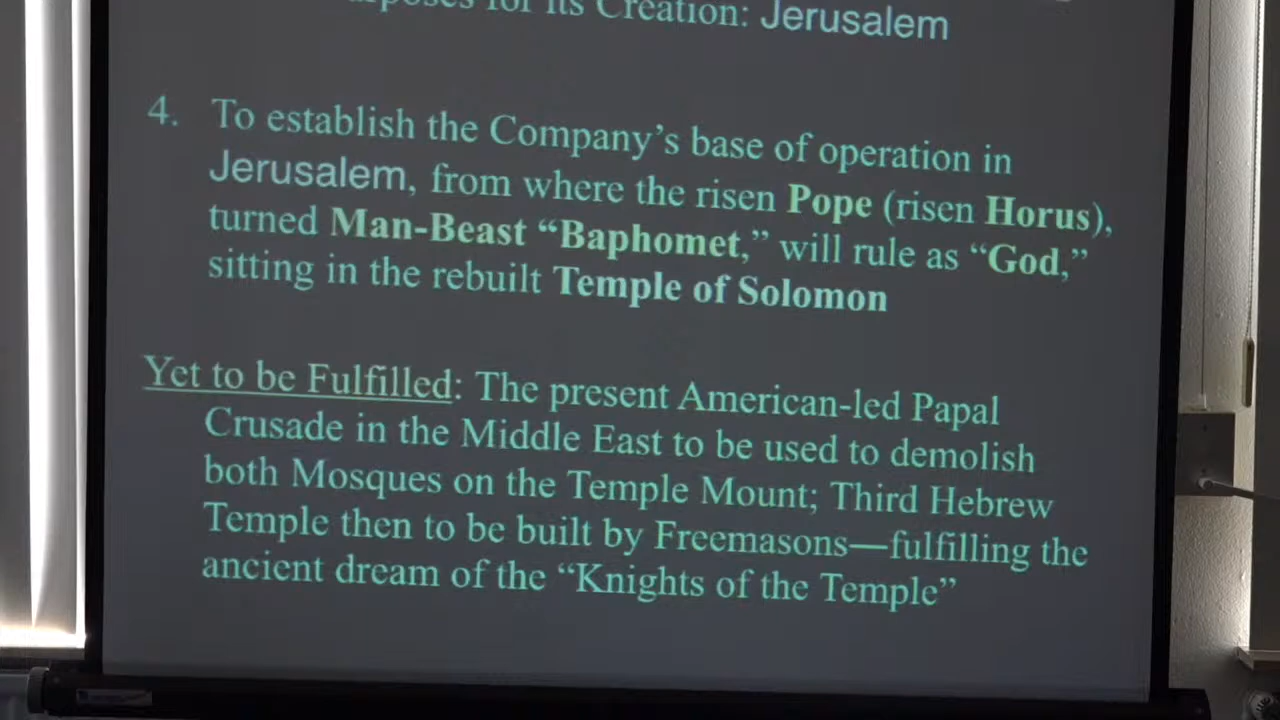 for its Creation: Jerusalem
4. To establish the Company's base of operation in
Jerusalem, from where the risen Pope (risen Horus),
turned Man-Beast “Baphomet,” will rule as “God,”
sitting in the rebuilt Temple of Solomon
Yet to be Fulfilled: The present American-led Papal
Crusade in the Middle East to be used to demolish
both Mosques on the Temple Mount; Third Hebrew
Temple then to be built by Freemasons—fulfilling the
ancient dream of the “Knights of the Temple”